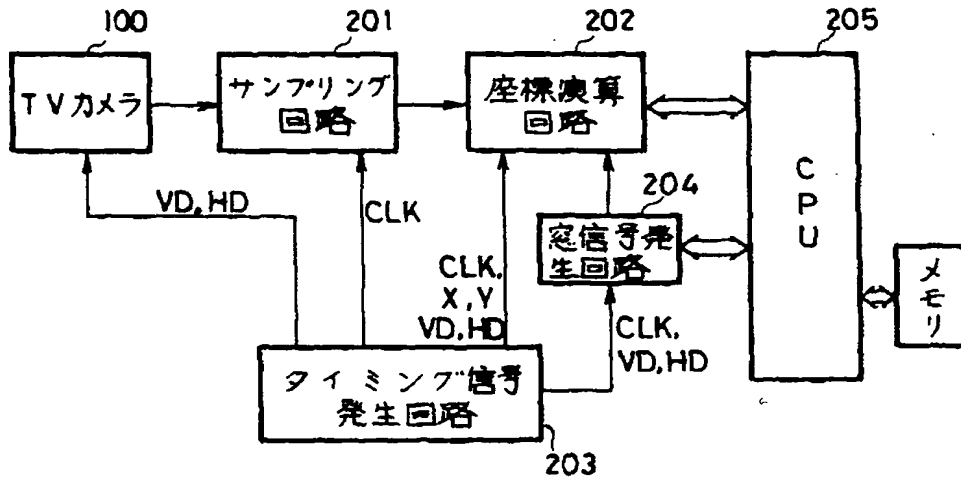 100
201
202
205
TVカメラ
サンプリング
回路
座標演算
回路
CPU
204
窓信号発
生回路
メモリ
VD,HD
CLK
CLK,
X,Y
VD,HD
CLK,
VD,HD
タイミング信号
発生回路
203